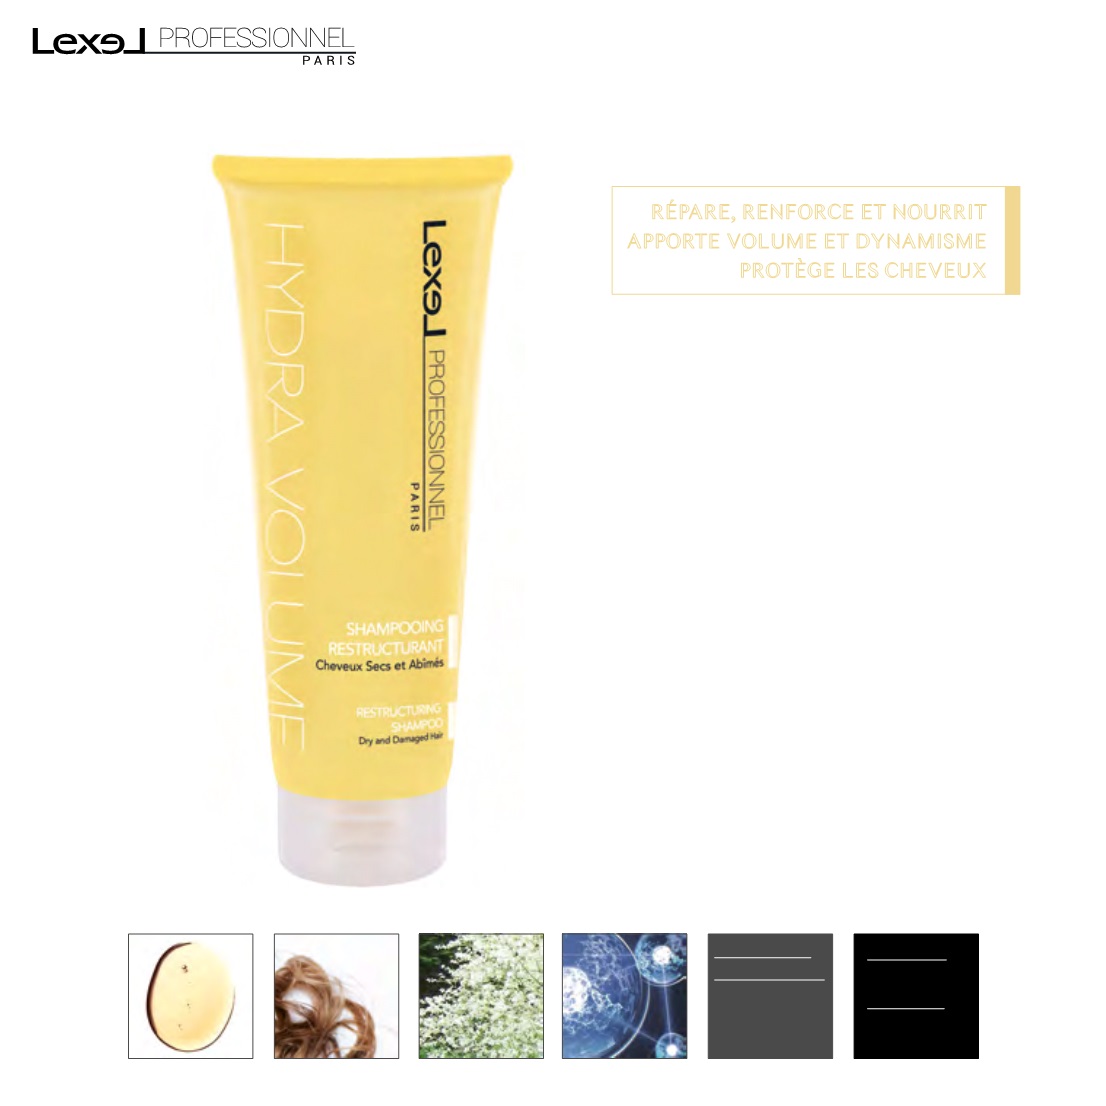 Lexel PROFESSIONNEL
PARIS
RÉPARE, RENFORCE ET NOURRIT
APPORTE VOLUME ET DYNAMISME
PROTÈGE LES CHEVEUX
HYDRA VOLUME
Lexel PROFESSIONNEL
PARIS
SHAMPOOING
RESTRUCTURANT
Cheveux Secs et Abîmés
RESTRUCTURING
SHAMPOO
Dry and Damaged Hair